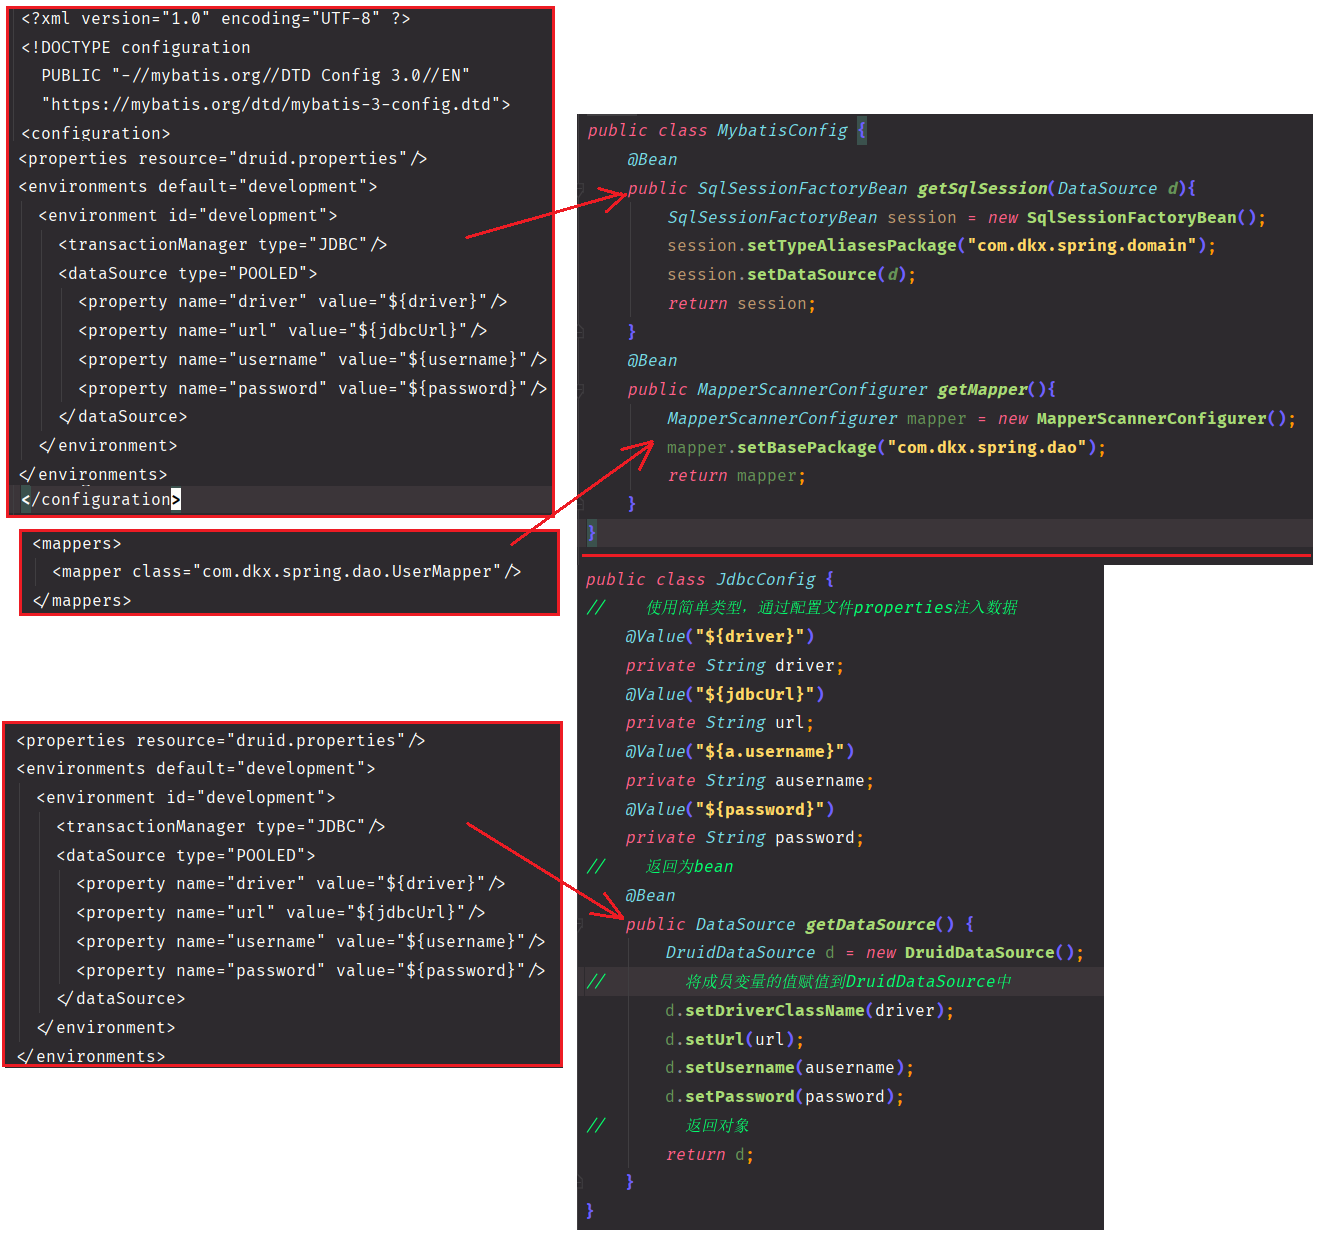 <?xml version="1.0" encoding="UTF-8" ?>
<!DOCTYPE configuration
  PUBLIC "-//mybatis.org//DTD Config 3.0//EN"
  "https://mybatis.org/dtd/mybatis-3-config.dtd">
<configuration>
<properties resource="druid.properties"/>
<environments default="development">
  <environment id="development">
    <transactionManager type="JDBC"/>
    <dataSource type="POOLED">
      <property name="driver" value="${driver}"/>
      <property name="url" value="${jdbcUrl}"/>
      <property name="username" value="${username}"/>
      <property name="password" value="${password}"/>
    </dataSource>
  </environment>
</environments>
</configuration>
<mappers>
  <mapper class="com.dkx.spring.dao.UserMapper"/>
</mappers>
<properties resource="druid.properties"/>
<environments default="development">
  <environment id="development">
    <transactionManager type="JDBC"/>
    <dataSource type="POOLED">
      <property name="driver" value="${driver}"/>
      <property name="url" value="${jdbcUrl}"/>
      <property name="username" value="${username}"/>
      <property name="password" value="${password}"/>
    </dataSource>
  </environment>
</environments>
public class MybatisConfig {
    @Bean
    public SqlSessionFactoryBean getSqlSession(DataSource d){
        SqlSessionFactoryBean session = new SqlSessionFactoryBean();
        session.setTypeAliasesPackage("com.dkx.spring.domain");
        session.setDataSource(d);
        return session;
    }
    @Bean
    public MapperScannerConfigurer getMapper(){
        MapperScannerConfigurer mapper = new MapperScannerConfigurer();
        mapper.setBasePackage("com.dkx.spring.dao");
        return mapper;
    }
}
public class JdbcConfig {
//    使用简单类型，通过配置文件properties注入数据
    @Value("${driver}")
    private String driver;
    @Value("${jdbcUrl}")
    private String url;
    @Value("${a.username}")
    private String ausername;
    @Value("${password}")
    private String password;
//    返回为bean
    @Bean
    public DataSource getDataSource() {
        DruidDataSource d = new DruidDataSource();
//        将成员变量的值赋值到DruidDataSource中
        d.setDriverClassName(driver);
        d.setUrl(url);
        d.setUsername(ausername);
        d.setPassword(password);
//        返回对象
        return d;
    }
}